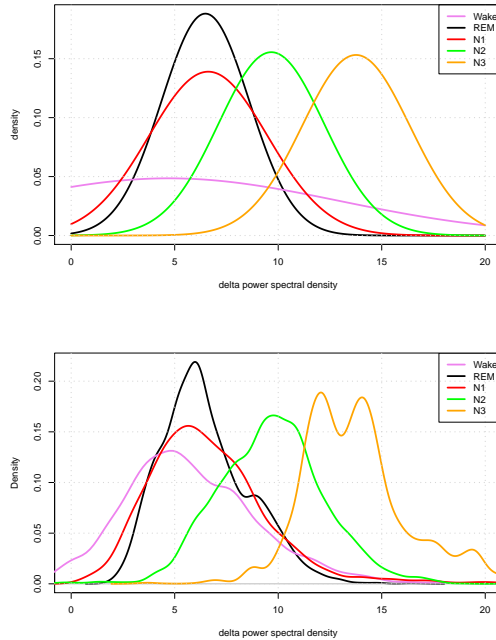 Wake
REM
N1
N2
N3
density
0.00
0.05
0.10
0.15
0 5 10 15 20
delta power spectral density
Wake
REM
N1
N2
N3
Density
0.00
0.05
0.10
0.15
0.20
0 5 10 15 20
delta power spectral density